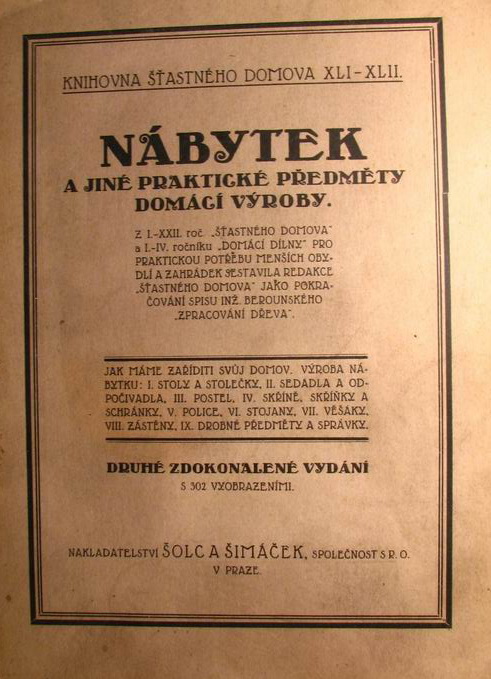 KNIHOVNA ŠŤASTNÉHO DOMOVA XLI-XLII.
NÁBYTEK
A JINÉ PRAKTICKÉ PŘEDMĚTY
DOMÁCÍ VÝROBY.
Z I.-XXII. roč. „ŠŤASTNÉHO DOMOVA"
a I.-IV. ročníku „DOMÁCÍ DÍLNY" PRO
PRAKTICKOU POTŘEBU MENŠÍCH OBY-
DLÍ A ZAHRÁDEK SESTAVILA REDAKCE
„ŠŤASTNÉHO DOMOVA" JAKO POKRA-
ČOVÁNÍ SPISU INŽ. BEROUNSKÉHO
„ZPRACOVÁNÍ DŘEVA".
JAK MÁME ZAŘÍDITI SVŮJ DOMOV. VÝROBA NÁ-
BYTKU: I. STOLY A STOLEČKY, II. SEDADLA A OD-
POČIVADLA, III. POSTEL, IV. SKŘÍNĚ, SKŘÍŇKY A
SCHRÁNKY, V. POLICE, VI. STOJANY, VII. VĚŠÁKY,
VIII. ZÁSTĚNY, IX. DROBNÉ PŘEDMĚTY A SPRÁVKY.
DRUHÉ ZDOKONALENÉ VYDÁNÍ
S 302 VYOBRAZENÍMI.
NAKLADATELSTVÍ ŠOLC A ŠIMÁČEK, SPOLEČNOST S R. O.
V PRAZE.